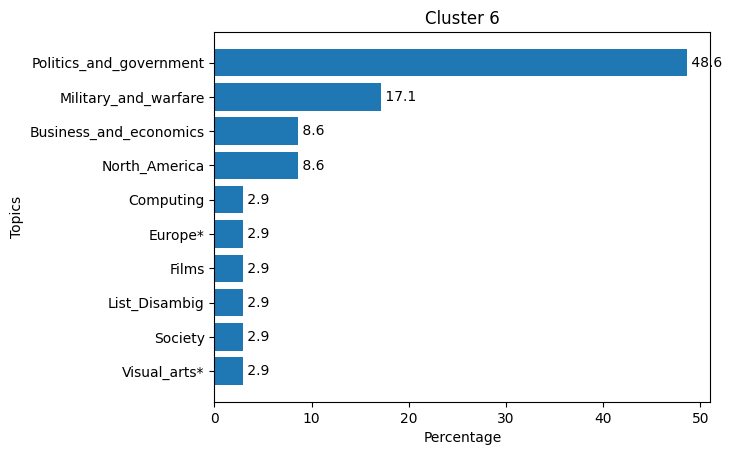 Cluster 6
Topics
Politics_and_government 48.6
Military_and_warfare 17.1
Business_and_economics 8.6
North_America 8.6
Computing 2.9
Europe* 2.9
Films 2.9
List_Disambig 2.9
Society 2.9
Visual_arts* 2.9
0 10 20 30 40 50
Percentage